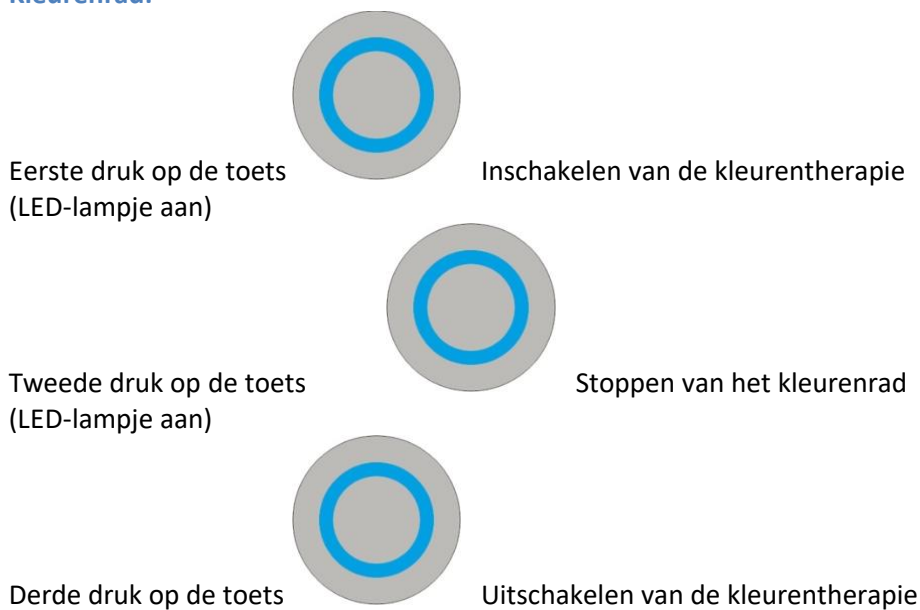 Eerste druk op de toets Inschakelen van de kleurentherapie
(LED-lampje aan)
Tweede druk op de toets Stoppen van het kleurenrad
(LED-lampje aan)
Derde druk op de toets Uitschakelen van de kleurentherapie